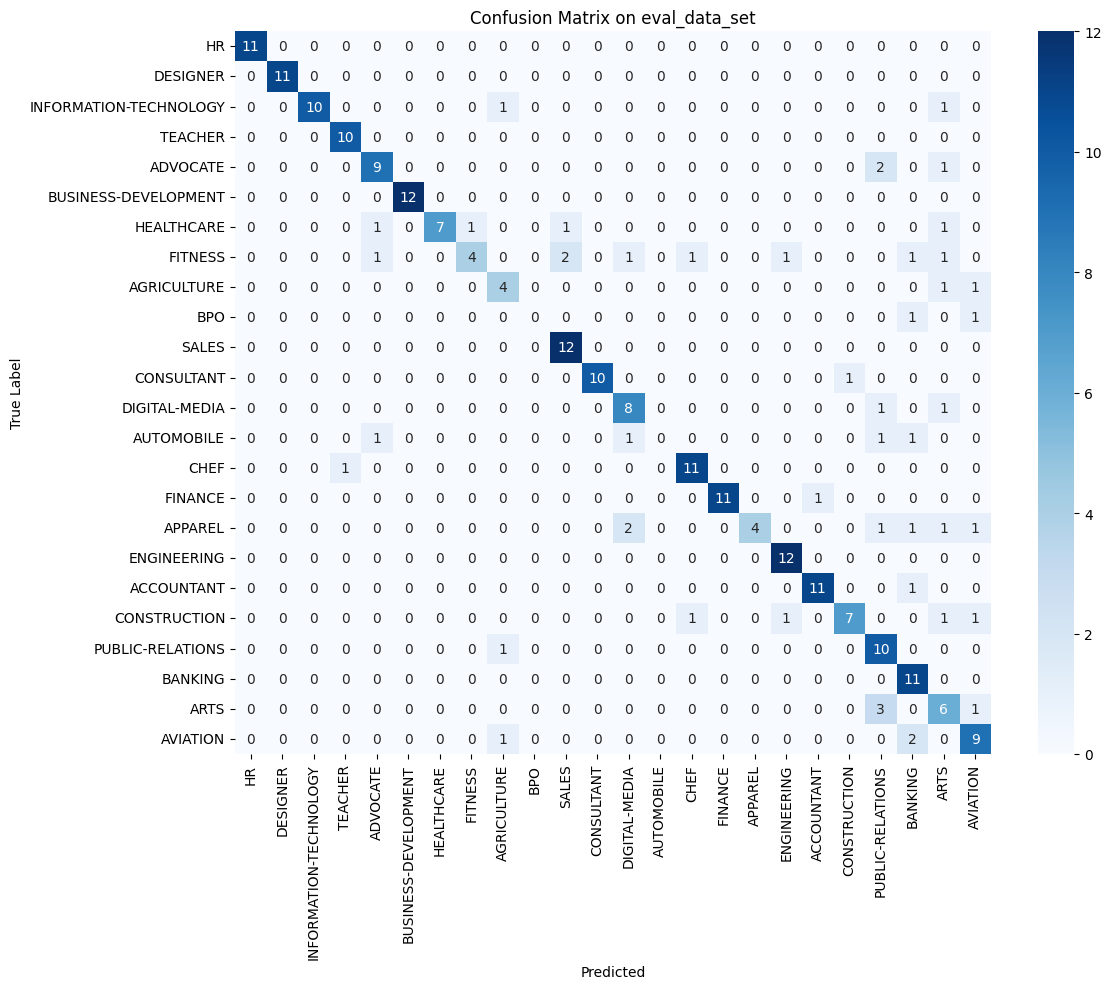 Confusion Matrix on eval_data_set
HR 11 0 0 0 0 0 0 0 0 0 0 0 0 0 0 0 0 0 0 0 0 0 0 0
DESIGNER 0 11 0 0 0 0 0 0 0 0 0 0 0 0 0 0 0 0 0 0 0 0 0 0
INFORMATION-TECHNOLOGY 0 0 10 0 0 0 0 0 1 0 0 0 0 0 0 0 0 0 0 0 0 0 1 0
TEACHER 0 0 0 10 0 0 0 0 0 0 0 0 0 0 0 0 0 0 0 0 0 0 0 0
ADVOCATE 0 0 0 0 9 0 0 0 0 0 0 0 0 0 0 0 0 0 0 0 2 0 1 0
BUSINESS-DEVELOPMENT 0 0 0 0 0 12 0 0 0 0 0 0 0 0 0 0 0 0 0 0 0 0 0 0
HEALTHCARE 0 0 0 0 1 0 7 1 0 0 1 0 0 0 0 0 0 0 0 0 0 0 1 0
FITNESS 0 0 0 0 1 0 0 4 0 0 2 0 1 0 1 0 0 1 0 0 0 1 1 0
AGRICULTURE 0 0 0 0 0 0 0 0 4 0 0 0 0 0 0 0 0 0 0 0 0 0 1 1
BPO 0 0 0 0 0 0 0 0 0 0 0 0 0 0 0 0 0 0 0 0 0 1 0 1
SALES 0 0 0 0 0 0 0 0 0 0 12 0 0 0 0 0 0 0 0 0 0 0 0 0
CONSULTANT 0 0 0 0 0 0 0 0 0 0 0 10 0 0 0 0 0 0 0 1 0 0 0 0
DIGITAL-MEDIA 0 0 0 0 0 0 0 0 0 0 0 0 8 0 0 0 0 0 0 0 1 0 1 0
AUTOMOBILE 0 0 0 0 1 0 0 0 0 0 0 0 1 0 0 0 0 0 0 0 1 1 0 0
CHEF 0 0 0 1 0 0 0 0 0 0 0 0 0 0 11 0 0 0 0 0 0 0 0 0
FINANCE 0 0 0 0 0 0 0 0 0 0 0 0 0 0 0 11 0 0 1 0 0 0 0 0
APPAREL 0 0 0 0 0 0 0 0 0 0 0 0 2 0 0 0 4 0 0 0 1 1 1 1
ENGINEERING 0 0 0 0 0 0 0 0 0 0 0 0 0 0 0 0 0 12 0 0 0 0 0 0
ACCOUNTANT 0 0 0 0 0 0 0 0 0 0 0 0 0 0 0 0 0 0 11 0 0 1 0 0
CONSTRUCTION 0 0 0 0 0 0 0 0 0 0 0 0 0 0 1 0 0 1 0 7 0 0 1 1
PUBLIC-RELATIONS 0 0 0 0 0 0 0 0 1 0 0 0 0 0 0 0 0 0 0 0 10 0 0 0
BANKING 0 0 0 0 0 0 0 0 0 0 0 0 0 0 0 0 0 0 0 0 0 11 0 0
ARTS 0 0 0 0 0 0 0 0 0 0 0 0 0 0 0 0 0 0 0 0 3 0 6 1
AVIATION 0 0 0 0 0 0 0 0 1 0 0 0 0 0 0 0 0 0 0 0 0 2 0 9
True Label
HR
DESIGNER
INFORMATION-TECHNOLOGY
TEACHER
ADVOCATE
BUSINESS-DEVELOPMENT
HEALTHCARE
FITNESS
AGRICULTURE
BPO
SALES
CONSULTANT
DIGITAL-MEDIA
AUTOMOBILE
CHEF
FINANCE
APPAREL
ENGINEERING
ACCOUNTANT
CONSTRUCTION
PUBLIC-RELATIONS
BANKING
ARTS
AVIATION
Predicted
12
10
8
6
4
2
0